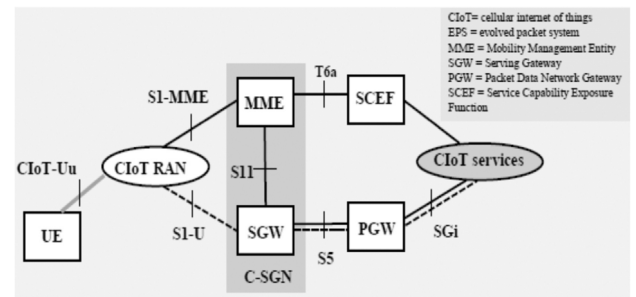 CIoT= cellular internet of things
EPS = evolved packet system
MME = Mobility Management Entity
SGW = Serving Gateway
PGW = Packet Data Network Gateway
SCEF = Service Capability Exposure
Function
T6a
S1-MME
MME
SCEF
CIoT-Uu
CIoT RAN
S11
CIoT services
UE
S1-U
SGW
PGW
SGi
S5
C-SGN